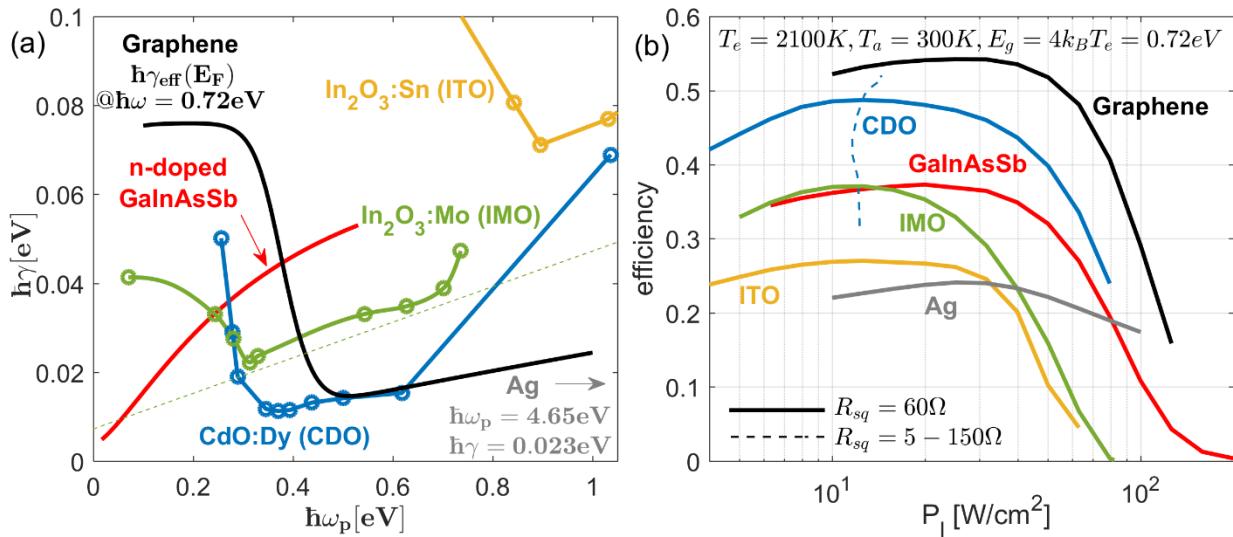 (a)
0.1
0.08
0.06
0.04
0.02
0
ħγ[eV]
Graphene
ħγeff(EF)
@ħω = 0.72eV
In2O3:Sn (ITO)
n-doped
GaInAsSb
In2O3:Mo (IMO)
Ag
ħωp = 4.65eV
ħγ = 0.023eV
CdO:Dy (CDO)
0 0.2 0.4 0.6 0.8 1
ħωp[eV]
(b)
0.6
0.5
0.4
0.3
0.2
0.1
0
efficiency
Te = 2100K, Ta = 300K, Eg = 4kBTe = 0.72eV
Graphene
CDO
GaInAsSb
IMO
ITO
Ag
Rsq = 60Ω
Rsq = 5 − 150Ω
10^1 10^2
Pl [W/cm²]